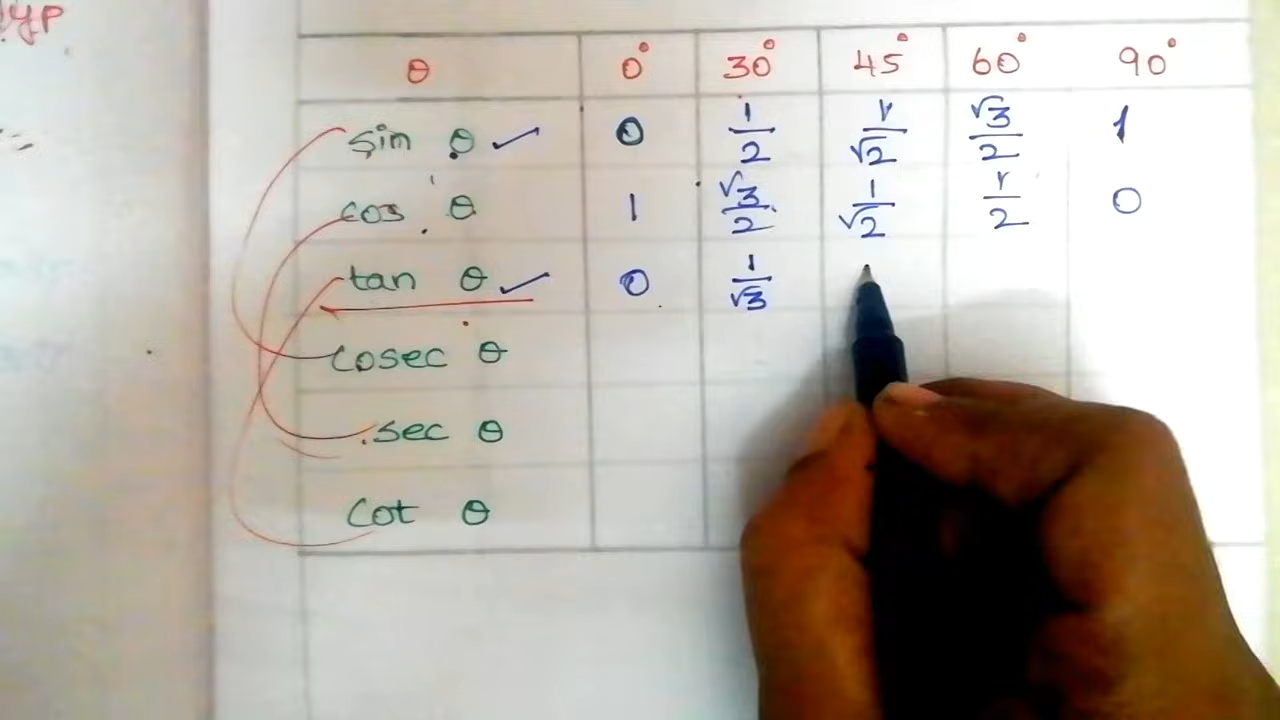 yp
θ 0° 30° 45° 60° 90°
sin θ ✓ 0 1/2 1/√2 √3/2 1
cos θ 1 √3/2 1/√2 1/2 0
tan θ ✓ 0 1/√3
cosec θ
sec θ
cot θ